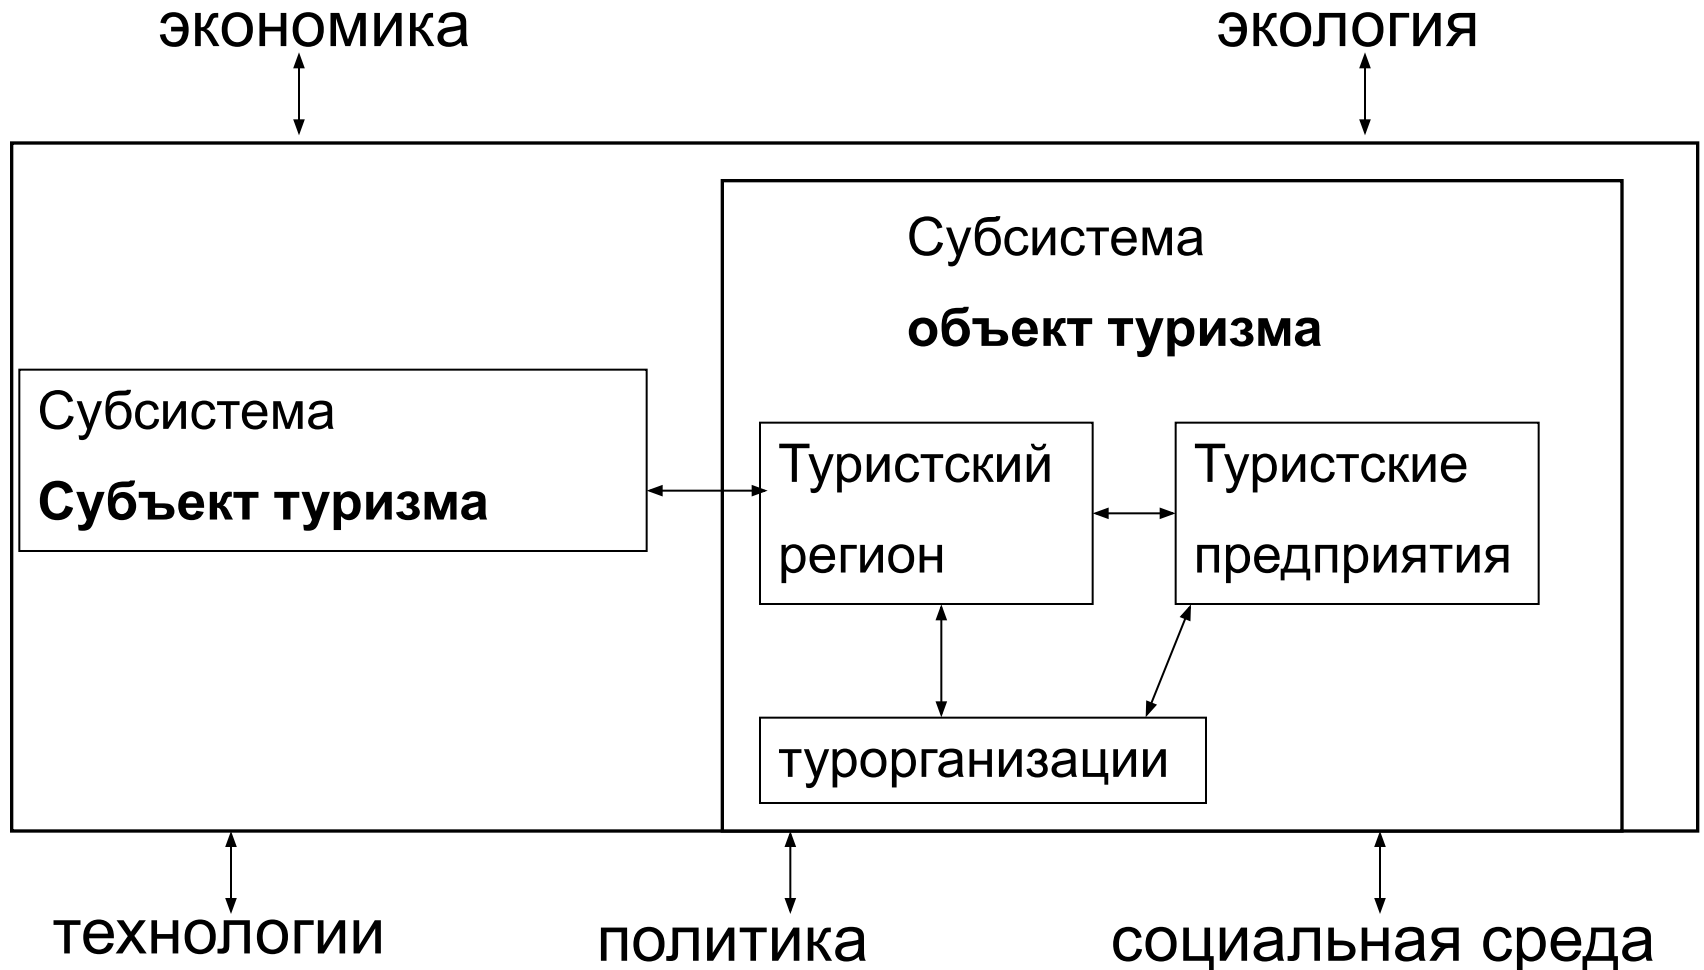 экономика
экология
Субсистема
объект туризма
Субсистема
Субъект туризма
Туристский
регион
Туристские
предприятия
турорганизации
технологии
политика
социальная среда